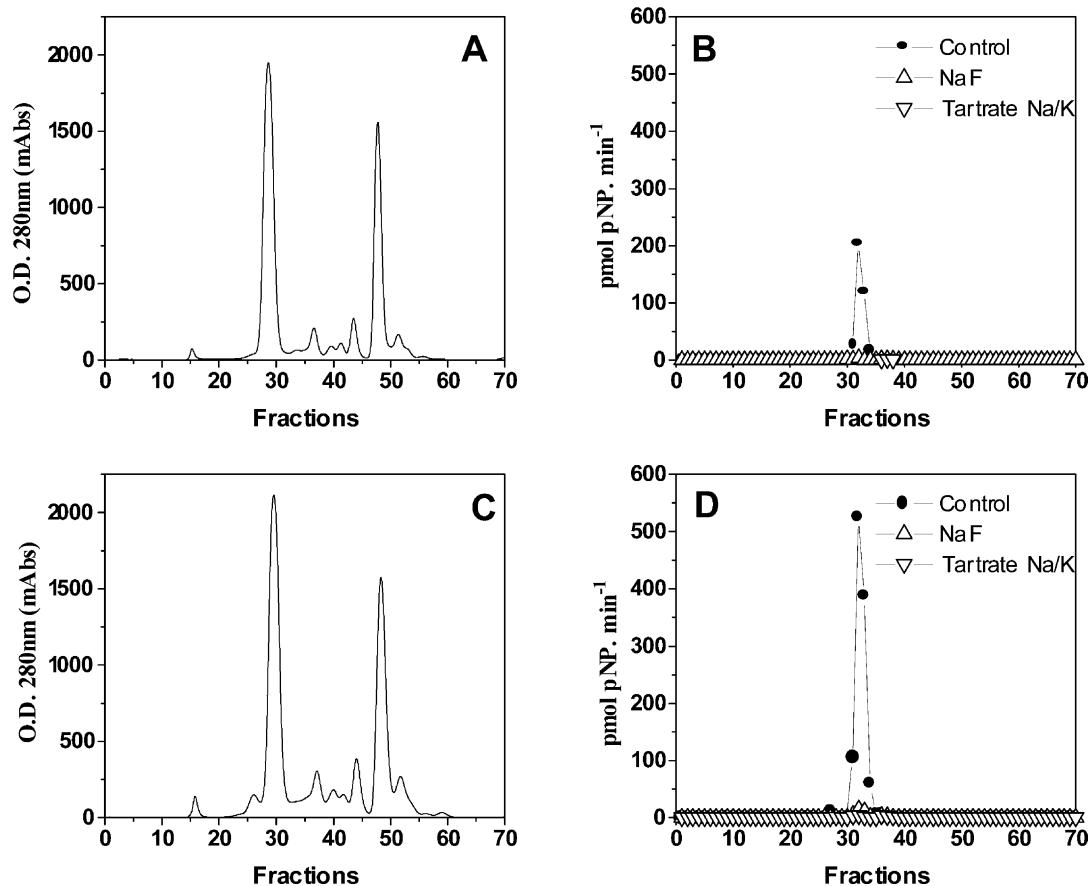 A
O.D. 280nm (mAbs)
2000
1500
1000
500
0
0 10 20 30 40 50 60 70
Fractions
B
Control
NaF
Tartrate Na/K
pmol pNP. min⁻¹
600
500
400
300
200
100
0
0 10 20 30 40 50 60 70
Fractions
C
O.D. 280nm (mAbs)
2000
1500
1000
500
0
0 10 20 30 40 50 60 70
Fractions
D
Control
NaF
Tartrate Na/K
pmol pNP. min⁻¹
600
500
400
300
200
100
0
0 10 20 30 40 50 60 70
Fractions